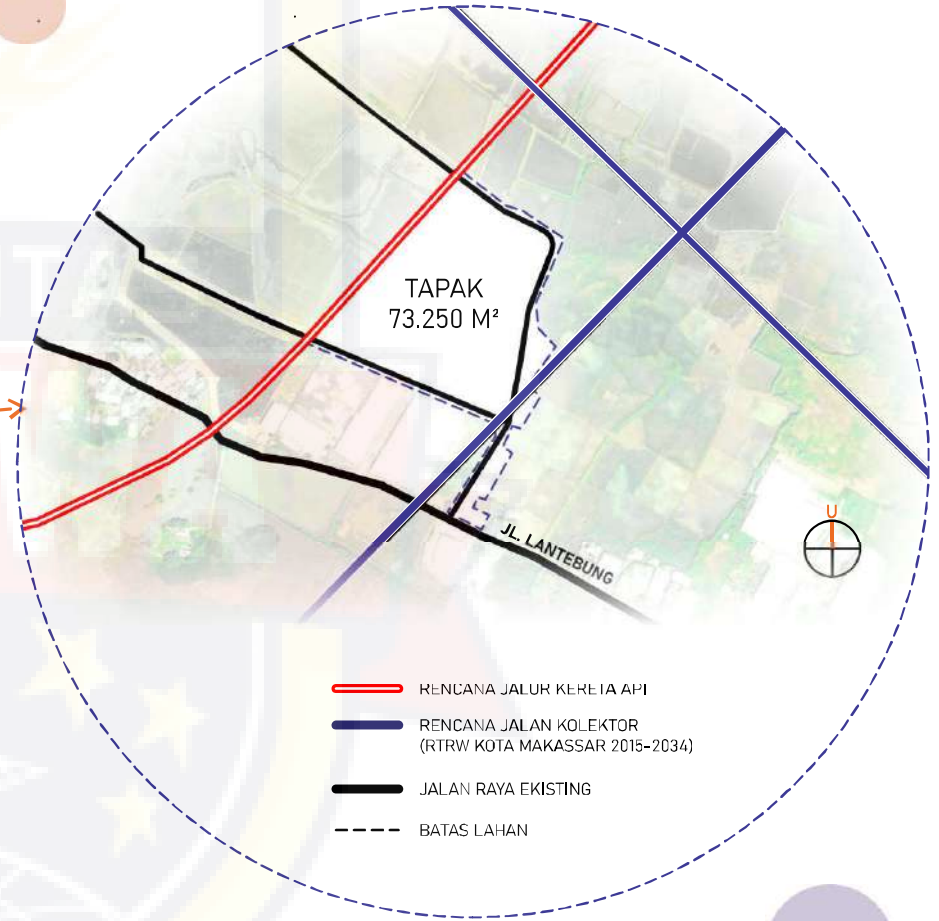 TAPAK
73.250 M²
JL. LANTEBUNG
U
RENCANA JALUR KERETA API
RENCANA JALAN KOLEKTOR
(RTRW KOTA MAKASSAR 2015-2034)
JALAN RAYA EKISTING
BATAS LAHAN